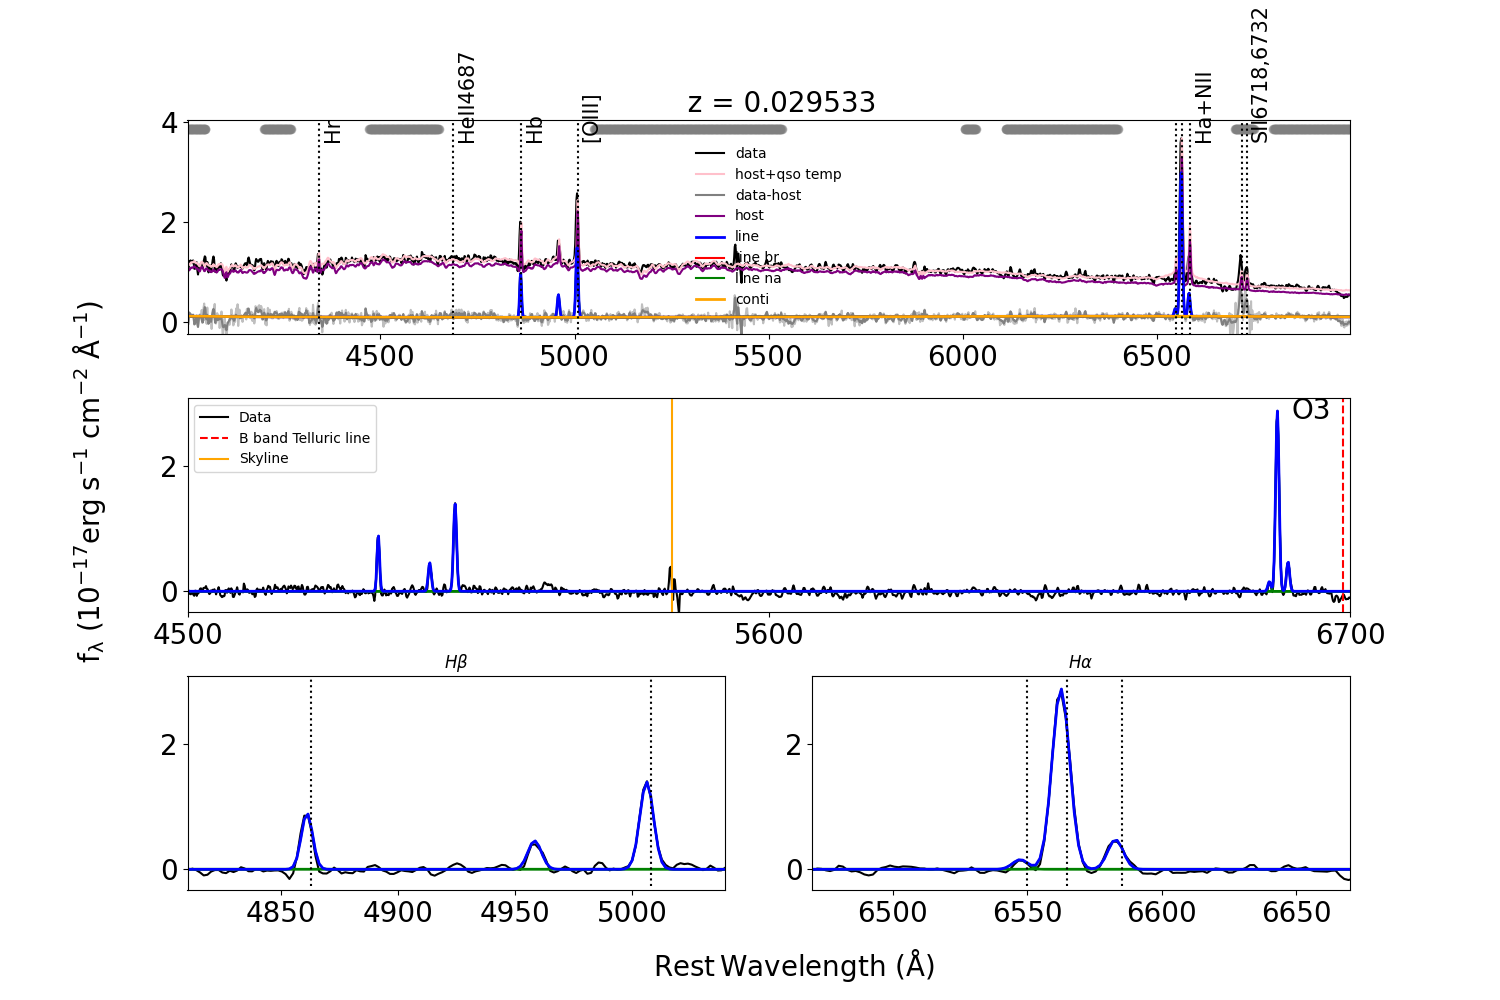 z = 0.029533
Hr
HeII4687
Hb
[OIII]
Ha+NII
SII6718,6732
4
2
0
data
host+qso temp
data-host
host
line
line br
line na
conti
4500
5000
5500
6000
6500
fλ (10⁻¹⁷erg s⁻¹ cm⁻² Å⁻¹)
Data
B band Telluric line
Skyline
O3
2
0
4500
5600
6700
Hβ
2
0
4850
4900
4950
5000
Hα
2
0
6500
6550
6600
6650
Rest Wavelength (Å)